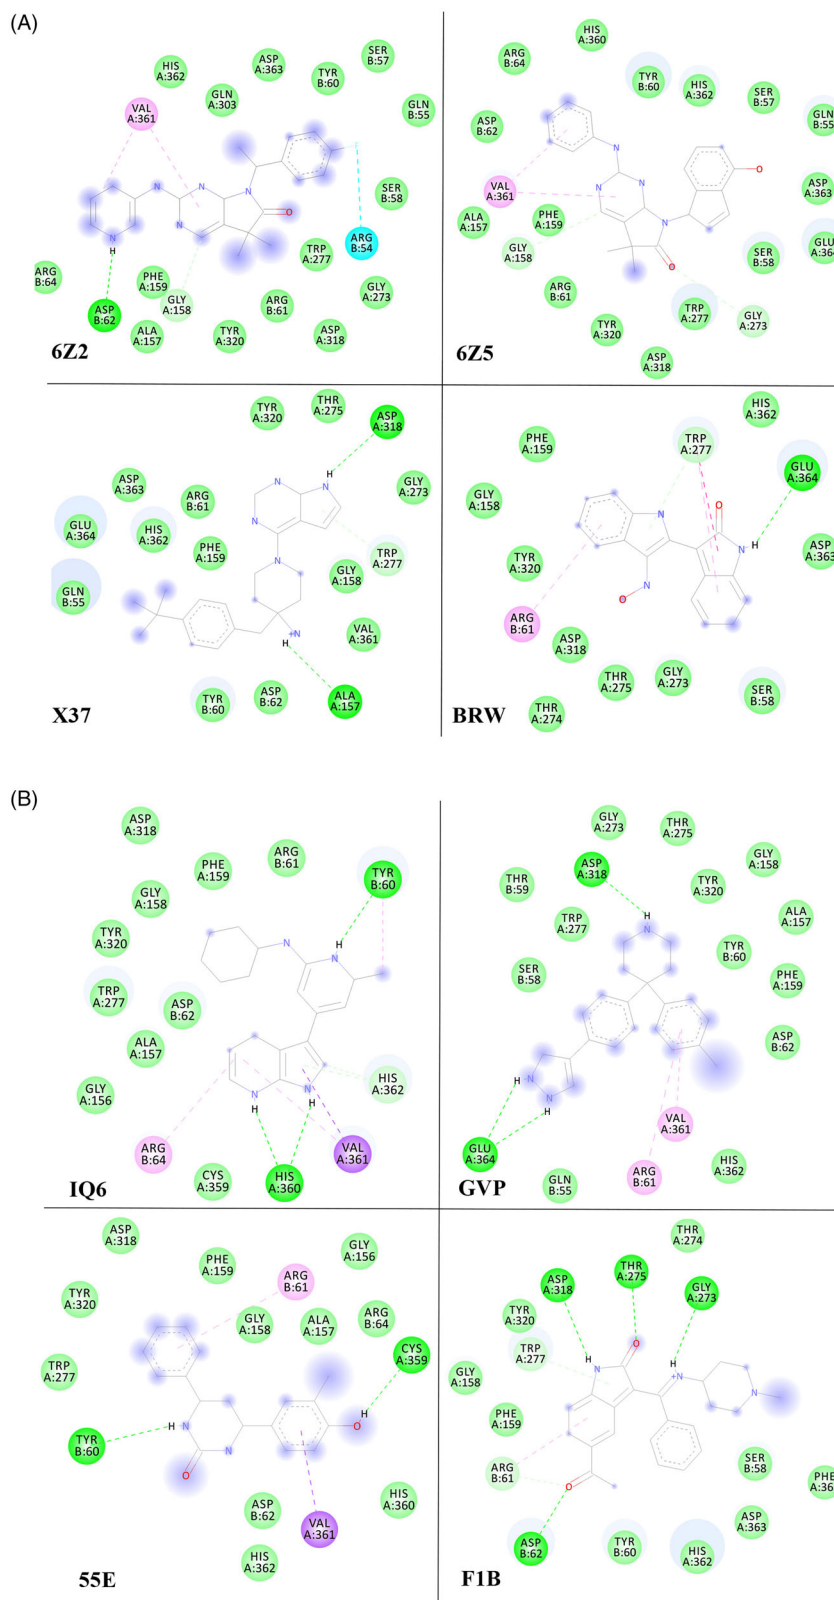 (A)
HIS
A:362
ASP
A:363
TYR
B:60
SER
B:57
GLN
A:303
GLN
B:55
VAL
A:361
SER
B:58
ARG
B:54
N
N
N
N
N
O
N
H
ARG
B:64
PHE
A:159
GLY
A:158
TRP
A:277
GLY
A:273
ASP
B:62
ALA
A:157
TYR
A:320
ARG
B:61
ASP
A:318
6Z2
HIS
A:360
ARG
B:64
TYR
B:60
HIS
A:362
SER
B:57
GLN
B:55
ASP
B:62
VAL
A:361
ASP
A:363
ALA
A:157
PHE
A:159
GLY
A:158
SER
B:58
GLU
A:364
ARG
B:61
TRP
A:277
GLY
A:273
TYR
A:320
ASP
A:318
N
N
N
N
N
O
O
6Z5
TYR
A:320
THR
A:275
ASP
A:318
ASP
A:363
ARG
B:61
GLY
A:273
GLU
A:364
HIS
A:362
PHE
A:159
GLY
A:158
TRP
A:277
GLN
B:55
VAL
A:361
TYR
B:60
ASP
B:62
ALA
A:157
H
N
N
N
N
+N
H
X37
HIS
A:362
PHE
A:159
TRP
A:277
GLU
A:364
GLY
A:158
ASP
A:363
TYR
A:320
ARG
B:61
ASP
A:318
THR
A:275
GLY
A:273
SER
B:58
THR
A:274
N
O
N
H
N
O
BRW
(B)
ASP
A:318
PHE
A:159
ARG
B:61
TYR
B:60
GLY
A:158
TYR
A:320
TRP
A:277
ASP
B:62
ALA
A:157
GLY
A:156
HIS
A:362
ARG
B:64
CYS
A:359
HIS
A:360
VAL
A:361
H
N
N
N
N
H
H
IQ6
GLY
A:273
THR
A:275
ASP
A:318
GLY
A:158
THR
B:59
TYR
A:320
ALA
A:157
TRP
A:277
TYR
B:60
SER
B:58
PHE
A:159
ASP
B:62
VAL
A:361
GLU
A:364
GLN
B:55
ARG
B:61
HIS
A:362
H
N
H
N
N
H
GVP
ASP
A:318
PHE
A:159
GLY
A:156
ARG
B:61
TYR
A:320
GLY
A:158
ALA
A:157
ARG
B:64
TRP
A:277
CYS
A:359
TYR
B:60
ASP
B:62
HIS
A:360
VAL
A:361
HIS
A:362
H
N
N
O
O
H
55E
THR
A:274
ASP
A:318
THR
A:275
GLY
A:273
TYR
A:320
TRP
A:277
GLY
A:158
PHE
A:159
ARG
B:61
SER
B:58
ASP
A:363
ASP
B:62
TYR
B:60
HIS
A:362
H
N
O
H
+N
N
O
F1B